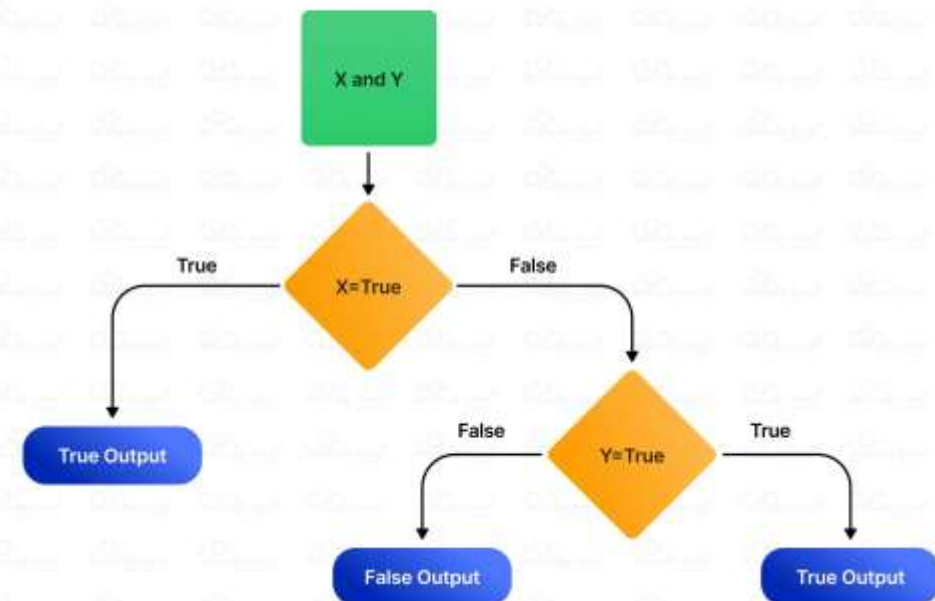 X and Y
True
X=True
False
True Output
False
Y=True
True
False Output
True Output